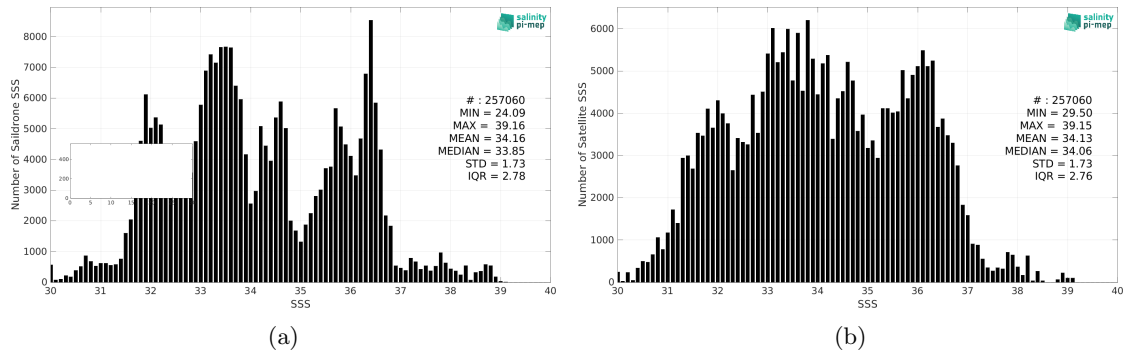 salinity
pi-mep
Number of Saildrone SSS
8000
7000
6000
5000
4000
3000
2000
1000
0
# : 257060
MIN = 24.09
MAX = 39.16
MEAN = 34.16
MEDIAN = 33.85
STD = 1.73
IQR = 2.78
400
200
0
0 5 10 15
30 31 32 33 34 35 36 37 38 39 40
SSS
(a)
salinity
pi-mep
Number of Satellite SSS
6000
5000
4000
3000
2000
1000
0
# : 257060
MIN = 29.50
MAX = 39.15
MEAN = 34.13
MEDIAN = 34.06
STD = 1.73
IQR = 2.76
30 31 32 33 34 35 36 37 38 39 40
SSS
(b)